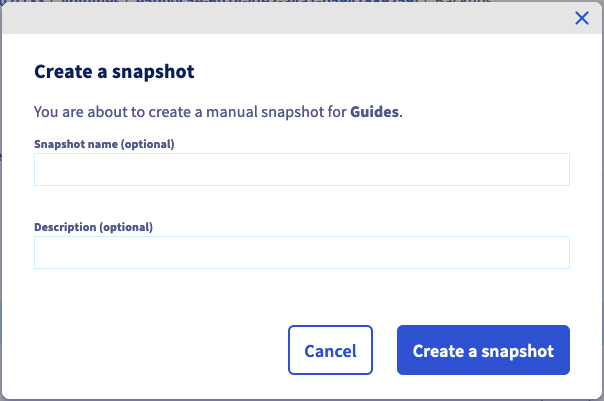 Create a snapshot
You are about to create a manual snapshot for Guides.
Snapshot name (optional)
Description (optional)
Cancel Create a snapshot